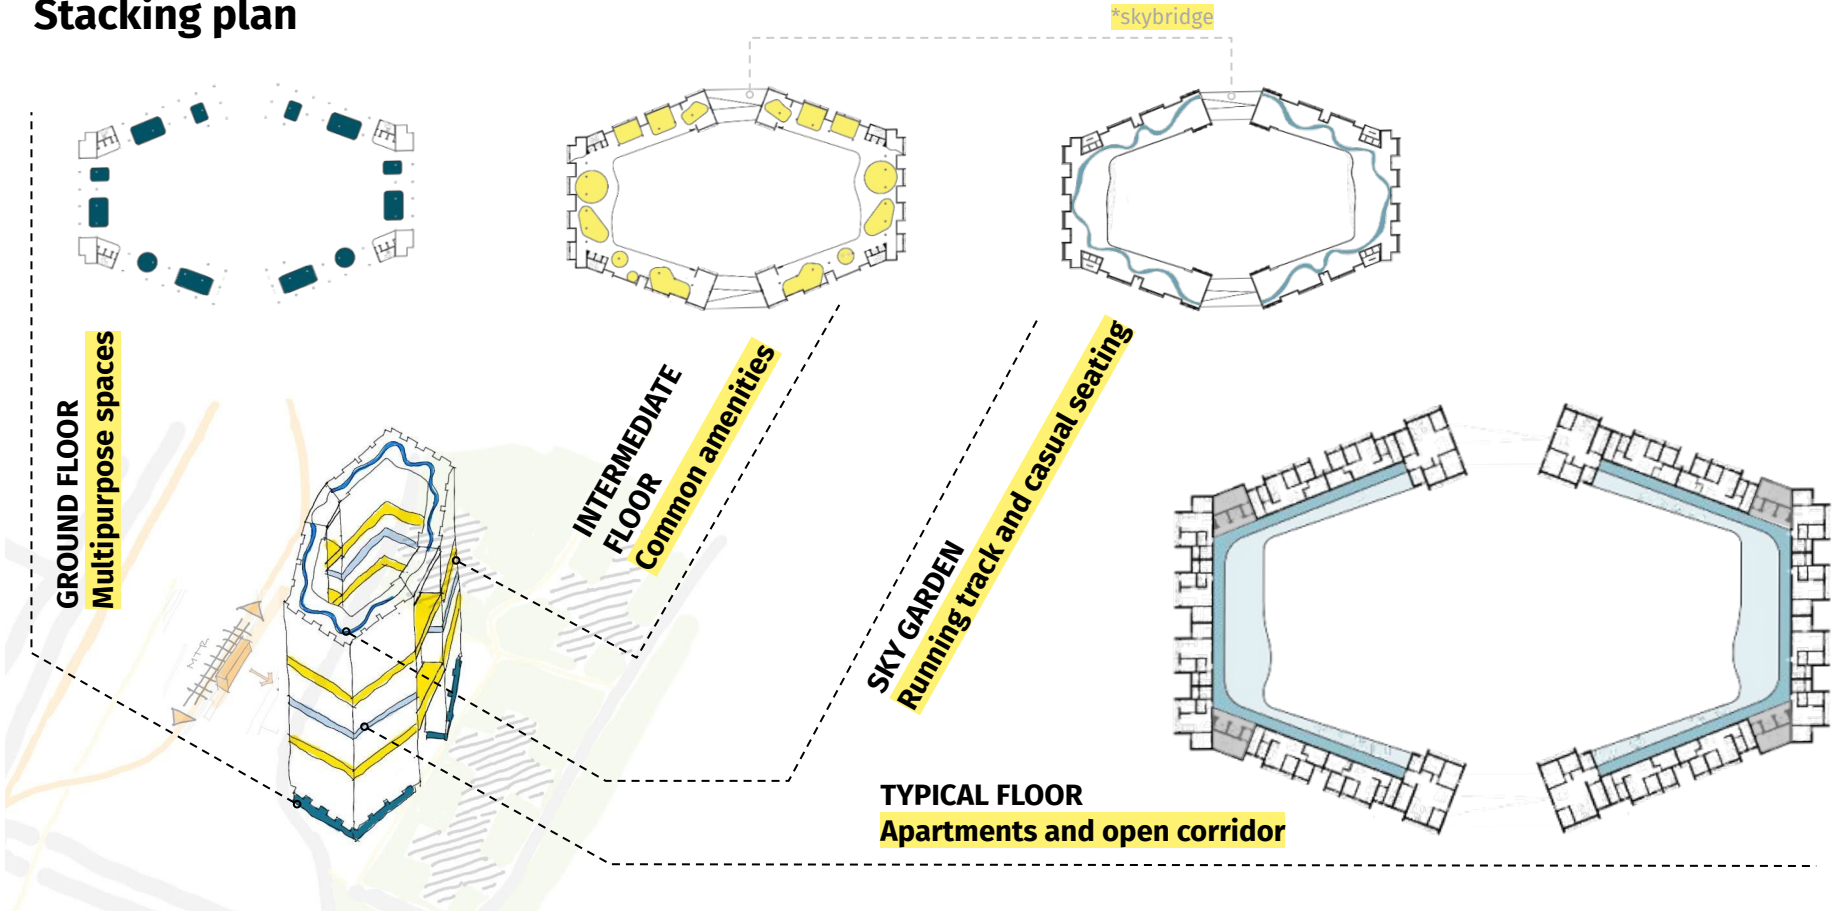 Stacking plan
*skybridge
GROUND FLOOR
Multipurpose spaces
INTERMEDIATE
FLOOR
Common amenities
SKY GARDEN
Running track and casual seating
TYPICAL FLOOR
Apartments and open corridor
MTR